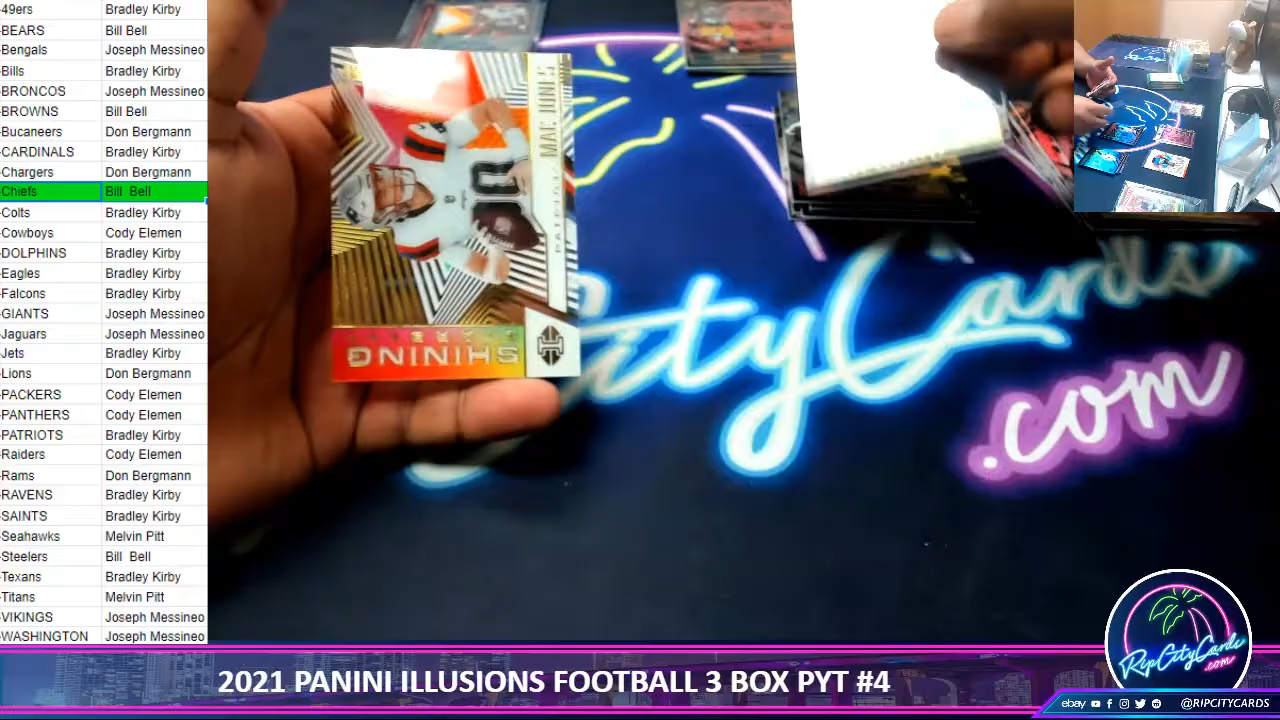 -49ers Bradley Kirby
-BEARS Bill Bell
-Bengals Joseph Messineo
-Bills Bradley Kirby
-BRONCOS Joseph Messineo
-BROWNS Bill Bell
-Bucaneers Don Bergmann
-CARDINALS Bradley Kirby
-Chargers Don Bergmann
-Chiefs Bill  Bell
-Colts Bradley Kirby
-Cowboys Cody Elemen
-DOLPHINS Bradley Kirby
-Eagles Bradley Kirby
-Falcons Bradley Kirby
-GIANTS Joseph Messineo
-Jaguars Joseph Messineo
-Jets Bradley Kirby
-Lions Don Bergmann
-PACKERS Cody Elemen
-PANTHERS Cody Elemen
-PATRIOTS Bradley Kirby
-Raiders Cody Elemen
-Rams Don Bergmann
-RAVENS Bradley Kirby
-SAINTS Bradley Kirby
-Seahawks Melvin Pitt
-Steelers Bill  Bell
-Texans Bradley Kirby
-Titans Melvin Pitt
-VIKINGS Joseph Messineo
-WASHINGTON Joseph Messineo
MAC JONES
PATRIOTS
SHINING
STARS
10
ityCards
.com
RipCityCards
.com
2021 PANINI ILLUSIONS FOOTBALL 3 BOX PYT #4
ebay @RIPCITYCARDS